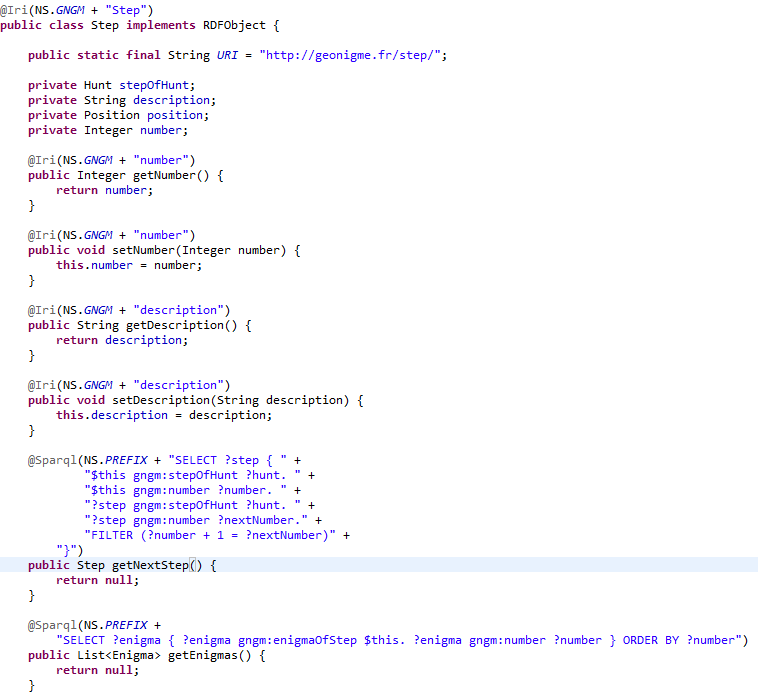 @Iri(NS.GNGM + "Step")
public class Step implements RDFObject {
public static final String URI = "http://geonigme.fr/step/";
private Hunt stepOfHunt;
private String description;
private Position position;
private Integer number;
@Iri(NS.GNGM + "number")
public Integer getNumber() {
return number;
}
@Iri(NS.GNGM + "number")
public void setNumber(Integer number) {
this.number = number;
}
@Iri(NS.GNGM + "description")
public String getDescription() {
return description;
}
@Iri(NS.GNGM + "description")
public void setDescription(String description) {
this.description = description;
}
@Sparql(NS.PREFIX + "SELECT ?step { " +
"$this gngm:stepOfHunt ?hunt. " +
"$this gngm:number ?number. " +
"?step gngm:stepOfHunt ?hunt. " +
"?step gngm:number ?nextNumber." +
"FILTER (?number + 1 = ?nextNumber)" +
"}")
public Step getNextStep() {
return null;
}
@Sparql(NS.PREFIX +
"SELECT ?enigma { ?enigma gngm:enigmaOfStep $this. ?enigma gngm:number ?number } ORDER BY ?number")
public List<Enigma> getEnigmas() {
return null;
}